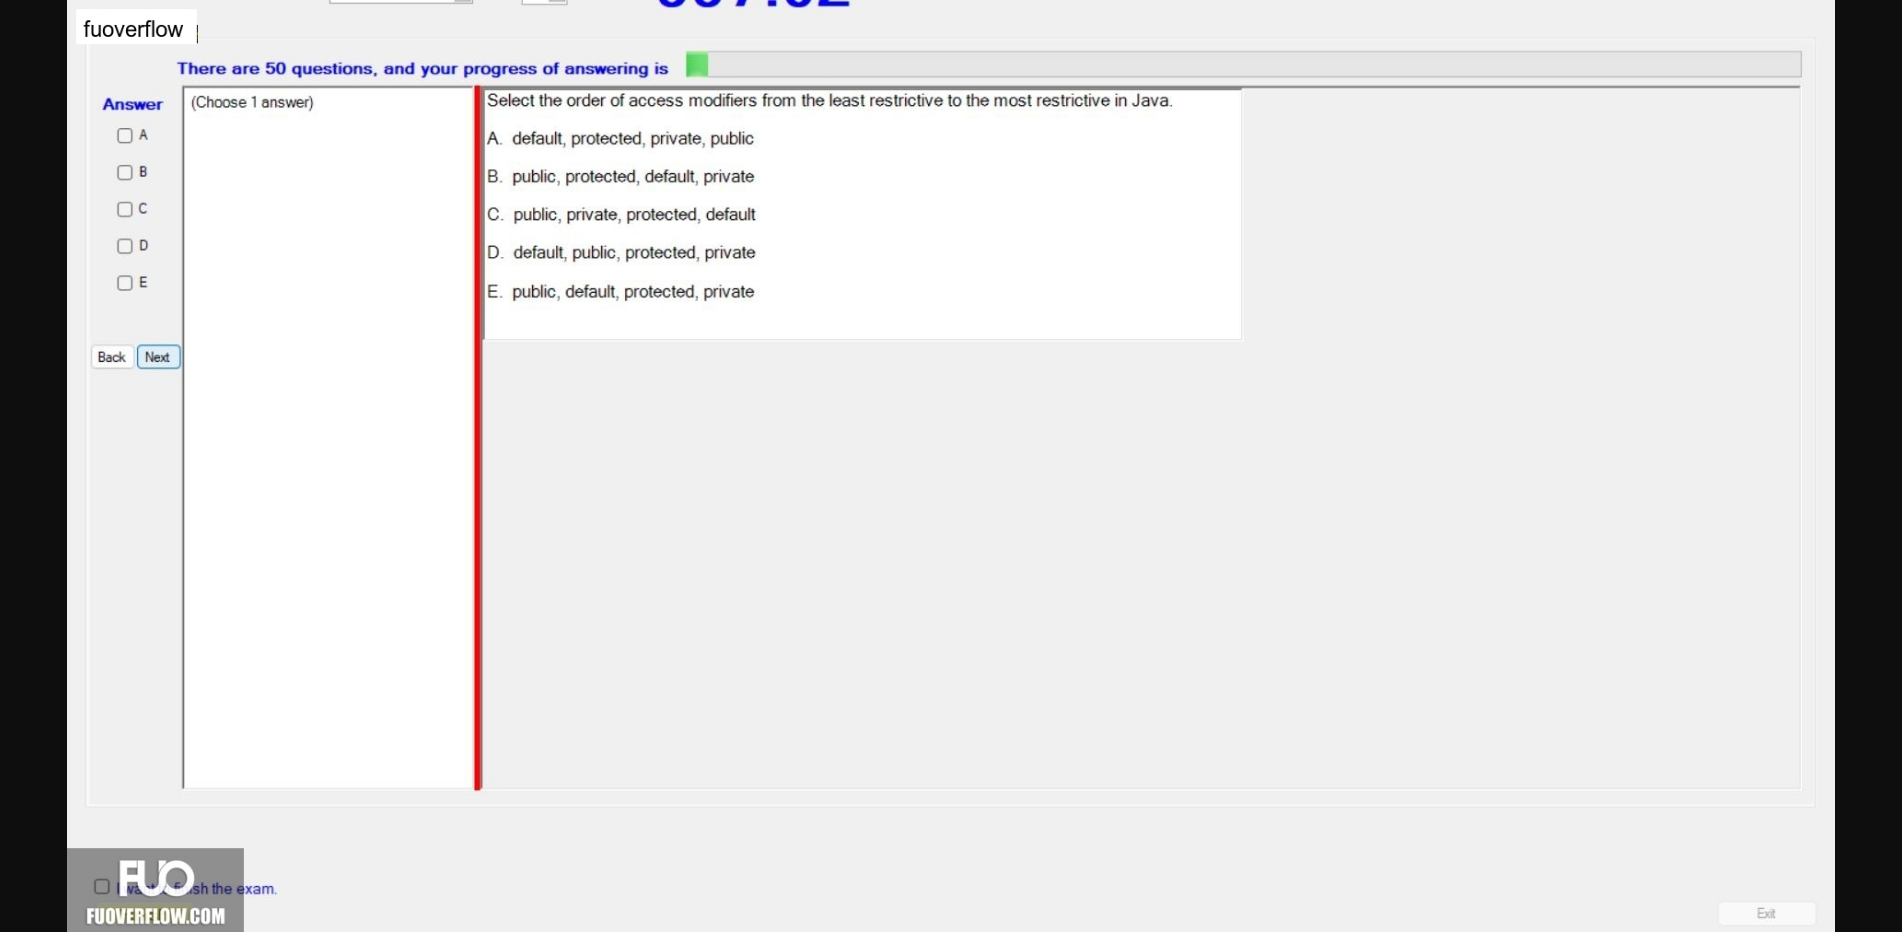 fuoverflow
There are 50 questions, and your progress of answering is
Answer
(Choose 1 answer)
A
B
C
D
E
Back Next
Select the order of access modifiers from the least restrictive to the most restrictive in Java.
A. default, protected, private, public
B. public, protected, default, private
C. public, private, protected, default
D. default, public, protected, private
E. public, default, protected, private
FUO
I want finish the exam.
FUOVERFLOW.COM
Exit